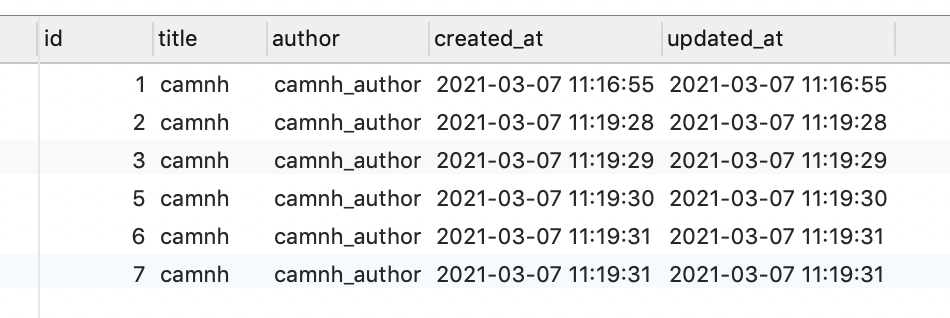 id title author created_at updated_at
1 camnh camnh_author 2021-03-07 11:16:55 2021-03-07 11:16:55
2 camnh camnh_author 2021-03-07 11:19:28 2021-03-07 11:19:28
3 camnh camnh_author 2021-03-07 11:19:29 2021-03-07 11:19:29
5 camnh camnh_author 2021-03-07 11:19:30 2021-03-07 11:19:30
6 camnh camnh_author 2021-03-07 11:19:31 2021-03-07 11:19:31
7 camnh camnh_author 2021-03-07 11:19:31 2021-03-07 11:19:31